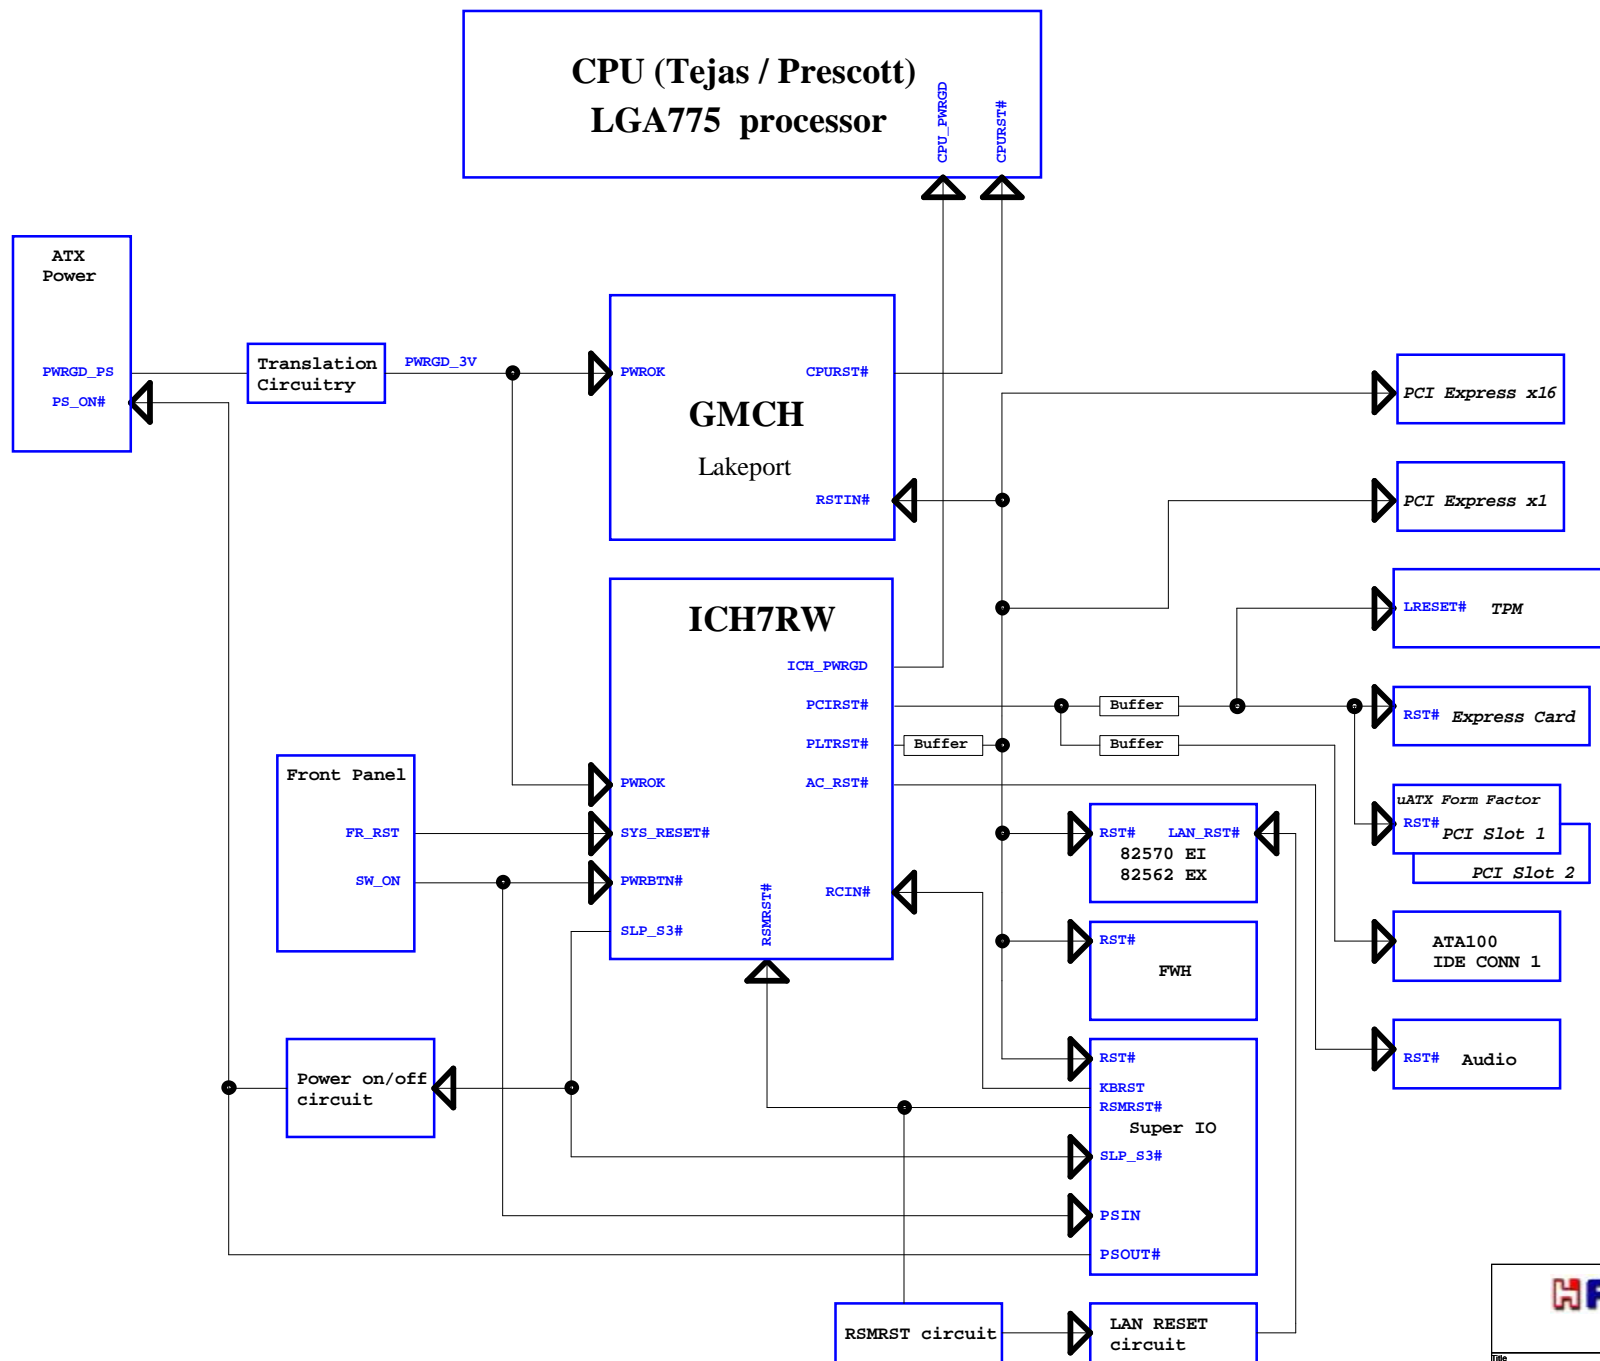 CPU (Tejas / Prescott)
LGA775 processor
CPU_PWRGD
CPURST#
ATX
Power
PWRGD_PS
PS_ON#
Translation
Circuitry
PWRGD_3V
PWROK
CPURST#
GMCH
Lakeport
RSTIN#
PCI Express x16
PCI Express x1
LRESET# TPM
ICH7RW
ICH_PWRGD
PCIRST#
Buffer
RST# Express Card
PLTRST#
Buffer
Buffer
Front Panel
PWROK
AC_RST#
uATX Form Factor
RST# PCI Slot 1
PCI Slot 2
FR_RST
SYS_RESET#
RST# LAN_RST#
82570 EI
82562 EX
SW_ON
PWRBTN#
RCIN#
SLP_S3#
RSMRST#
RST#
FWH
ATA100
IDE CONN 1
RST# Audio
Power on/off
circuit
RST#
KBRST
RSMRST#
Super IO
SLP_S3#
PSIN
PSOUT#
RSMRST circuit
LAN RESET
circuit
Title